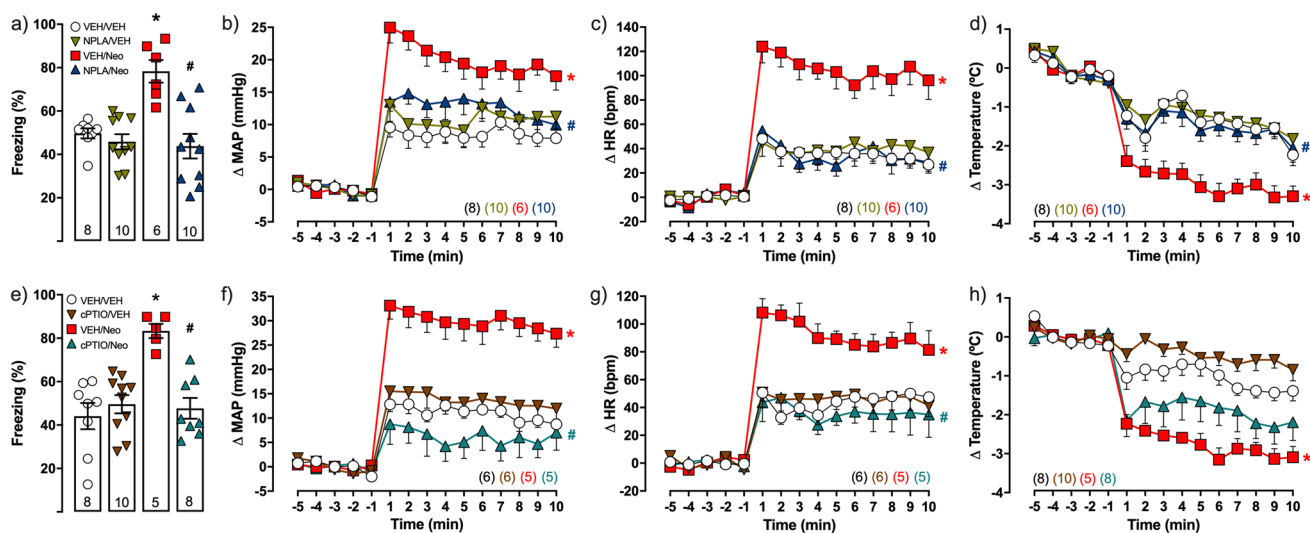 a)
100
80
60
40
20
Freezing (%)
VEH/VEH
NPLA/VEH
VEH/Neo
NPLA/Neo
*
#
8
10
6
10
b)
25
20
15
10
5
0
-5
Δ MAP (mmHg)
*
#
(8) (10) (6) (10)
-5 -4 -3 -2 -1 1 2 3 4 5 6 7 8 9 10
Time (min)
c)
140
120
100
80
60
40
20
0
-20
Δ HR (bpm)
*
#
(8) (10) (6) (10)
-5 -4 -3 -2 -1 1 2 3 4 5 6 7 8 9 10
Time (min)
d)
1
0
-1
-2
-3
-4
Δ Temperature (ºC)
#
*
(8) (10) (6) (10)
-5 -4 -3 -2 -1 1 2 3 4 5 6 7 8 9 10
Time (min)
e)
100
80
60
40
20
Freezing (%)
VEH/VEH
cPTIO/VEH
VEH/Neo
cPTIO/Neo
*
#
8
10
5
8
f)
35
30
25
20
15
10
5
0
-5
Δ MAP (mmHg)
*
#
(6) (6) (5) (5)
-5 -4 -3 -2 -1 1 2 3 4 5 6 7 8 9 10
Time (min)
g)
120
100
80
60
40
20
0
-20
Δ HR (bpm)
*
#
(6) (6) (5) (5)
-5 -4 -3 -2 -1 1 2 3 4 5 6 7 8 9 10
Time (min)
h)
1
0
-1
-2
-3
-4
Δ Temperature (ºC)
*
(8) (10) (5) (8)
-5 -4 -3 -2 -1 1 2 3 4 5 6 7 8 9 10
Time (min)